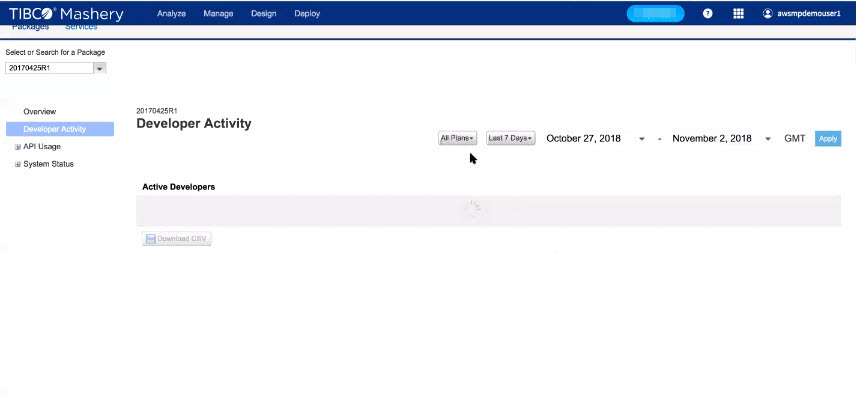 TIBCO® Mashery Analyze Manage Design Deploy ? awsmpdemouser1
Packages Services
Select or Search for a Package
20170425R1
Overview
Developer Activity
API Usage
System Status
20170425R1
Developer Activity
All Plans Last 7 Days October 27, 2018 - November 2, 2018 GMT Apply
Active Developers
Download CSV